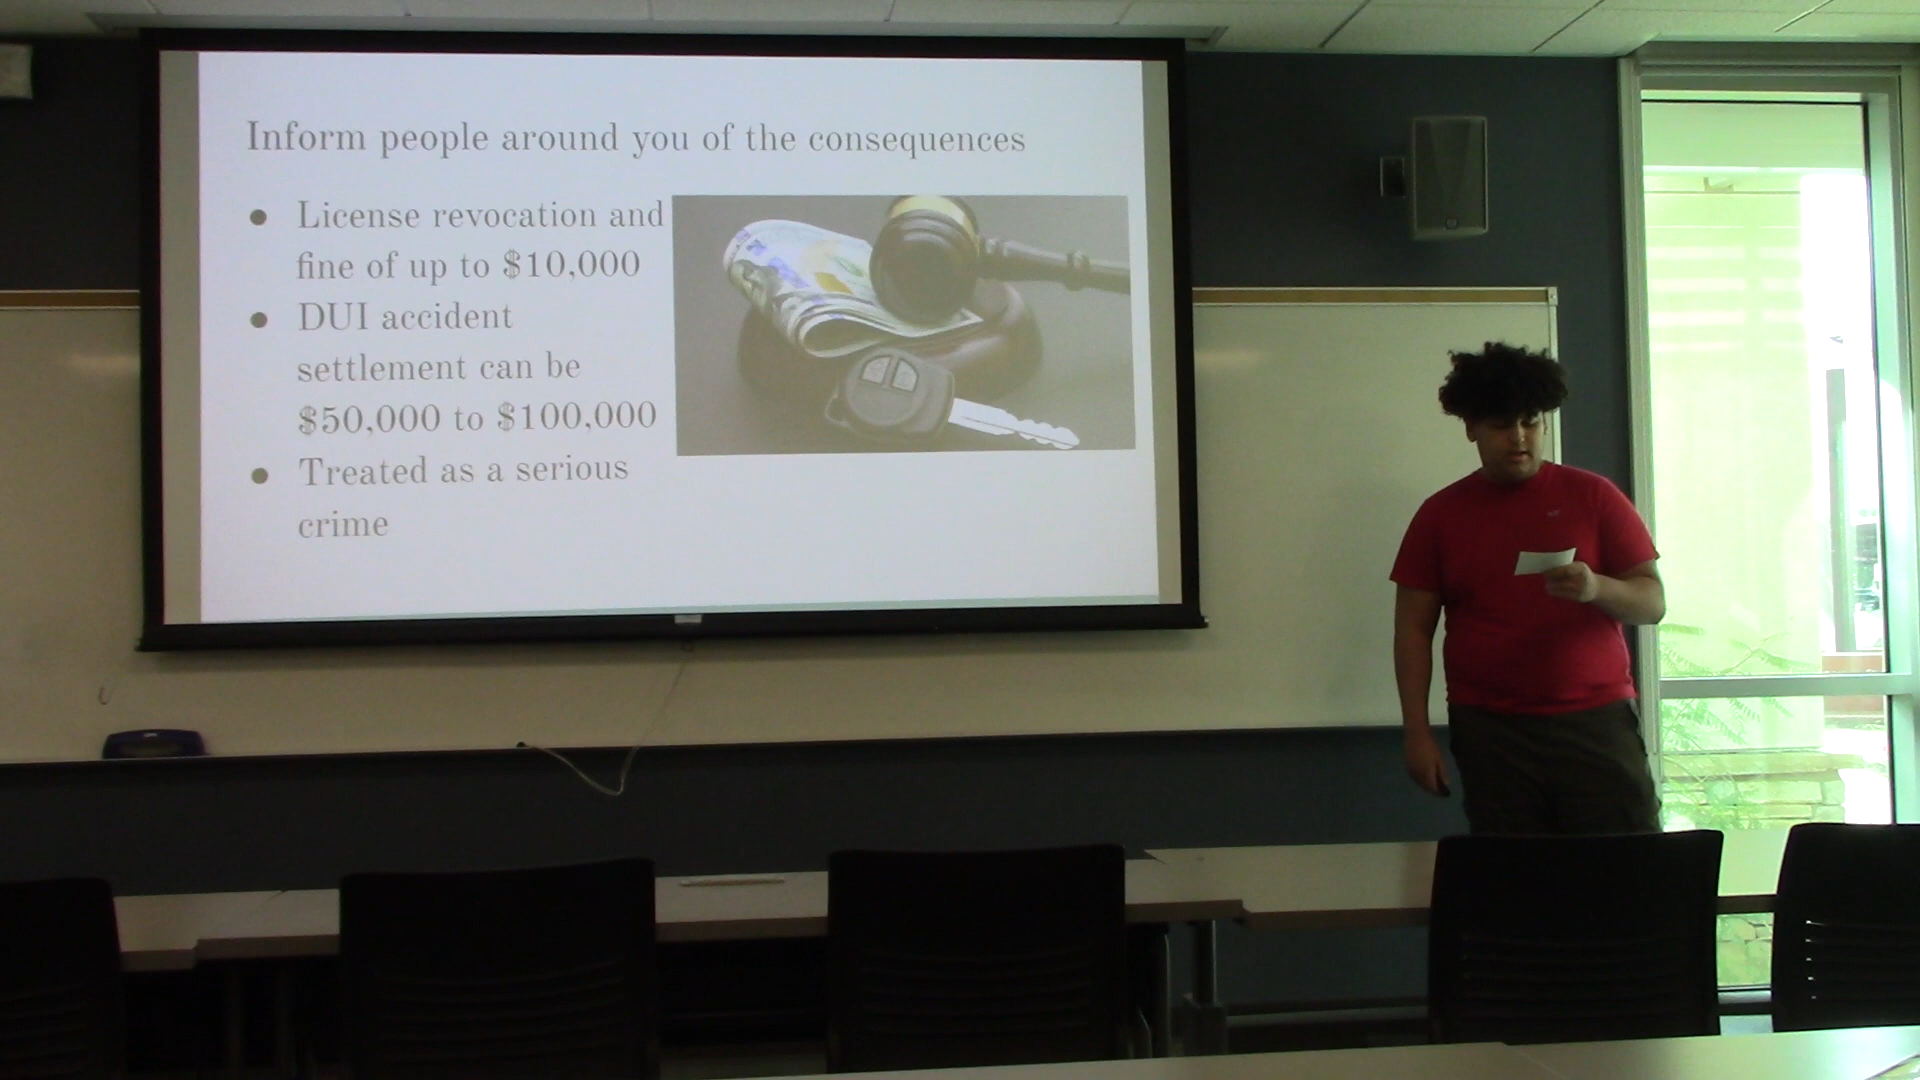 Inform people around you of the consequences
● License revocation and
fine of up to $10,000
● DUI accident
settlement can be
$50,000 to $100,000
● Treated as a serious
crime